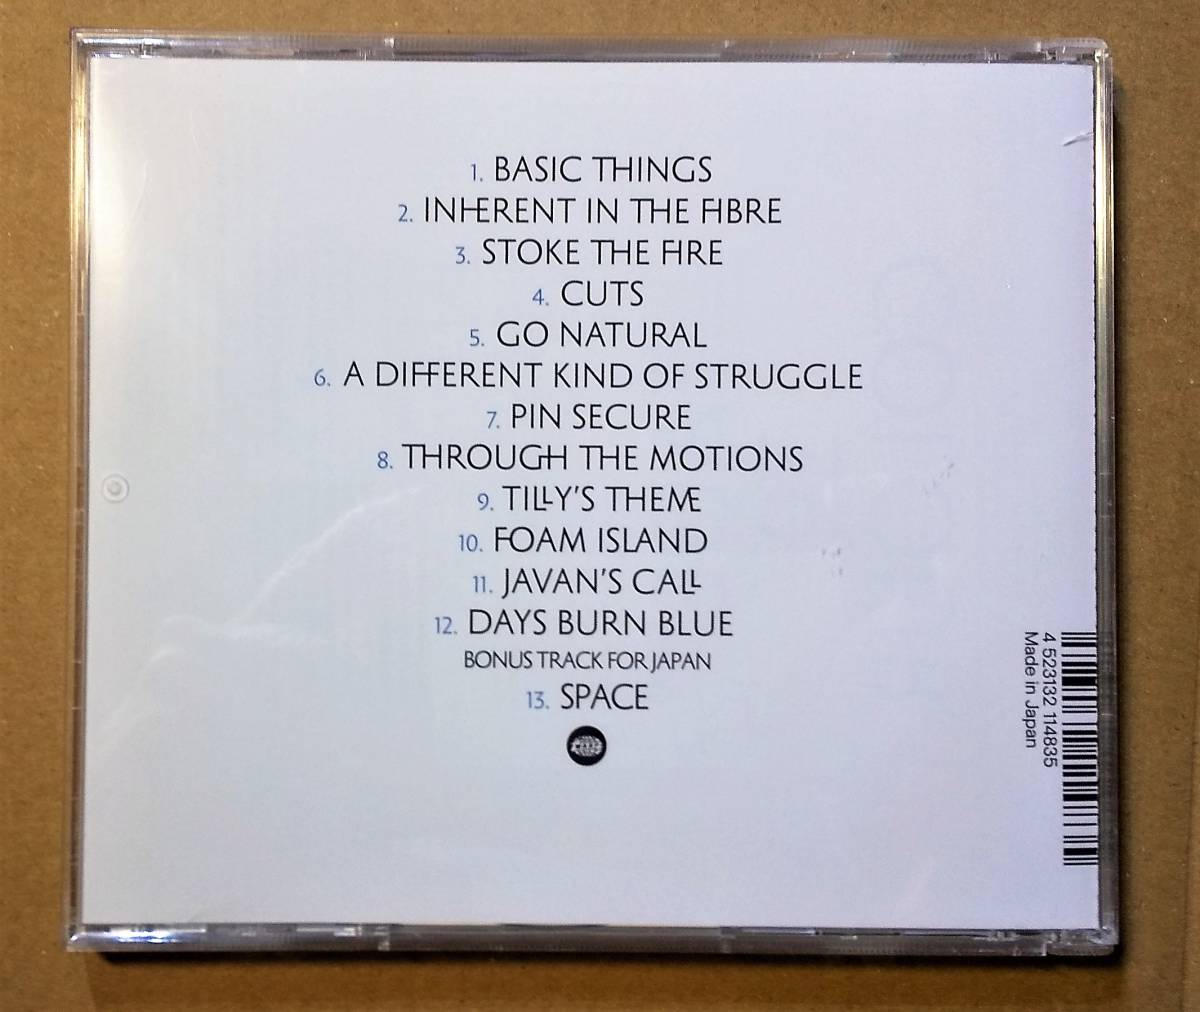 1. BASIC THINGS
2. INHERENT IN THE FIBRE
3. STOKE THE FIRE
4. CUTS
5. GO NATURAL
6. A DIFFERENT KIND OF STRUGGLE
7. PIN SECURE
8. THROUGH THE MOTIONS
9. TILLY'S THEME
10. FOAM ISLAND
11. JAVAN'S CALL
12. DAYS BURN BLUE
BONUS TRACK FOR JAPAN
13. SPACE
4 523132 114835
Made in Japan